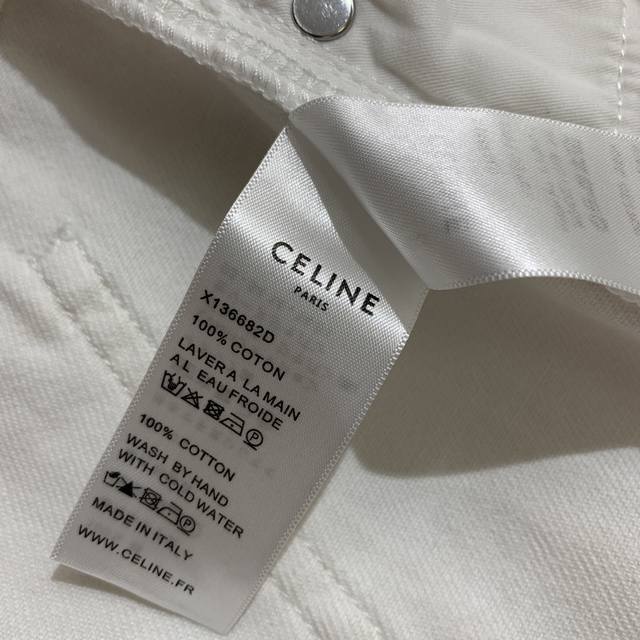 CELINE
PARIS
X136682D
100% COTON
LAVER A LA MAIN
A L EAU FROIDE
100% COTTON
WASH BY HAND
WITH COLD WATER
MADE IN ITALY
WWW.CELINE.FR